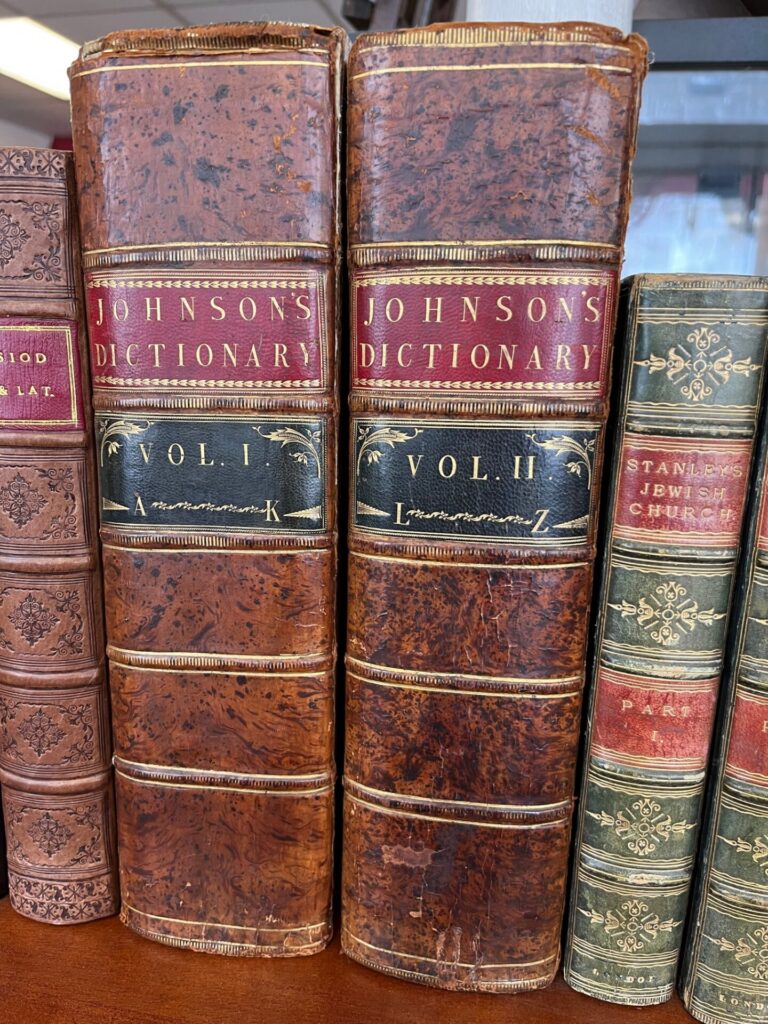 SIOD
& LAT.
JOHNSON'S
DICTIONARY
VOL. I.
A K
JOHNSON'S
DICTIONARY
VOL. II.
L Z
STANLEY'S
JEWISH
CHURCH
PART
I